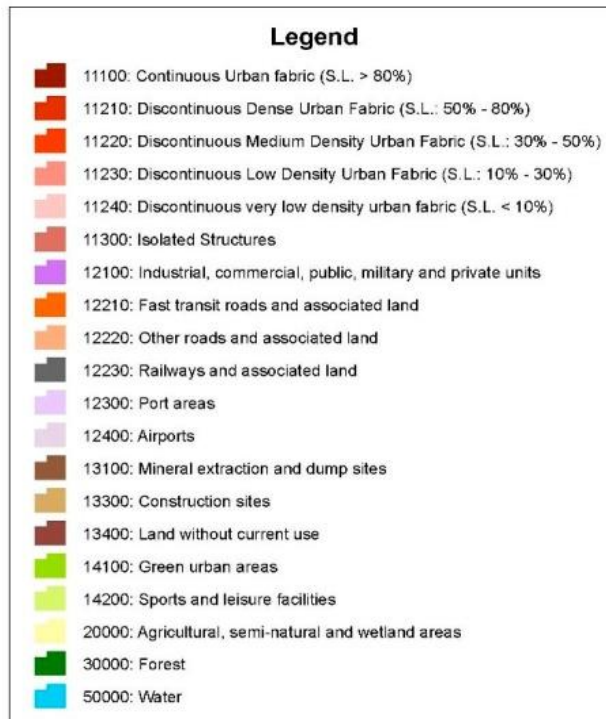 Legend
11100: Continuous Urban fabric (S.L. > 80%)
11210: Discontinuous Dense Urban Fabric (S.L.: 50% - 80%)
11220: Discontinuous Medium Density Urban Fabric (S.L.: 30% - 50%)
11230: Discontinuous Low Density Urban Fabric (S.L.: 10% - 30%)
11240: Discontinuous very low density urban fabric (S.L. < 10%)
11300: Isolated Structures
12100: Industrial, commercial, public, military and private units
12210: Fast transit roads and associated land
12220: Other roads and associated land
12230: Railways and associated land
12300: Port areas
12400: Airports
13100: Mineral extraction and dump sites
13300: Construction sites
13400: Land without current use
14100: Green urban areas
14200: Sports and leisure facilities
20000: Agricultural, semi-natural and wetland areas
30000: Forest
50000: Water